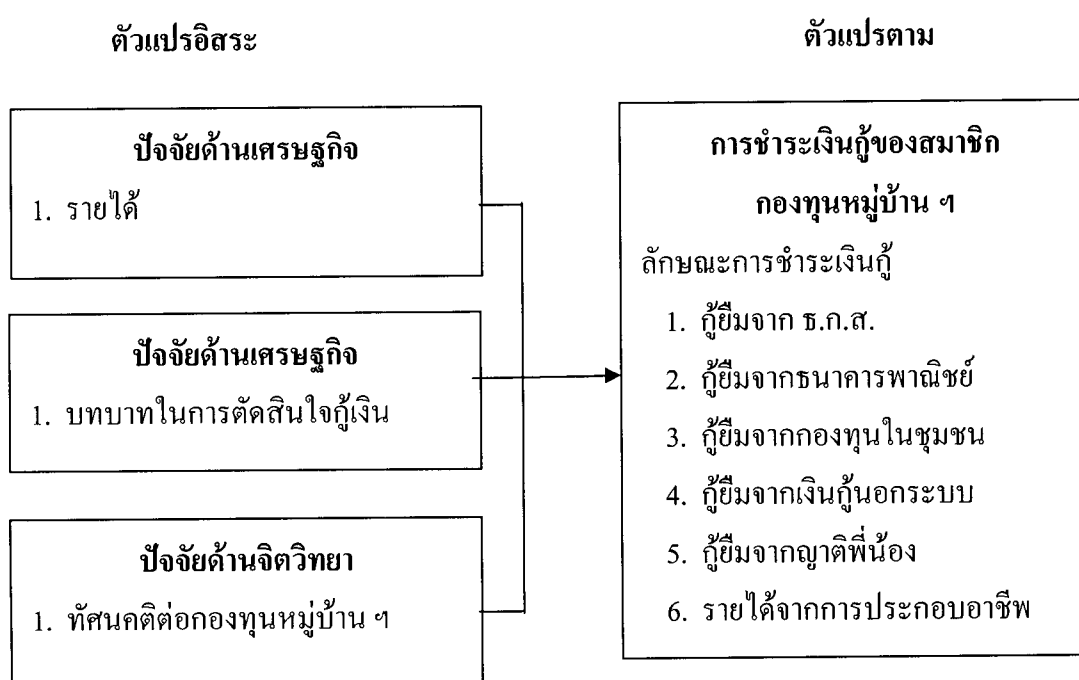 ตัวแปรอิสระ
ตัวแปรตาม
ปัจจัยด้านเศรษฐกิจ
1. รายได้
ปัจจัยด้านเศรษฐกิจ
1. บทบาทในการตัดสินใจกู้เงิน
ปัจจัยด้านจิตวิทยา
1. ทัศนคติต่อกองทุนหมู่บ้าน ฯ
การชำระเงินกู้ของสมาชิก
กองทุนหมู่บ้าน ฯ
ลักษณะการชำระเงินกู้
1. กู้ยืมจาก ธ.ก.ส.
2. กู้ยืมจากธนาคารพาณิชย์
3. กู้ยืมจากกองทุนในชุมชน
4. กู้ยืมจากเงินกู้นอกระบบ
5. กู้ยืมจากญาติพี่น้อง
6. รายได้จากการประกอบอาชีพ